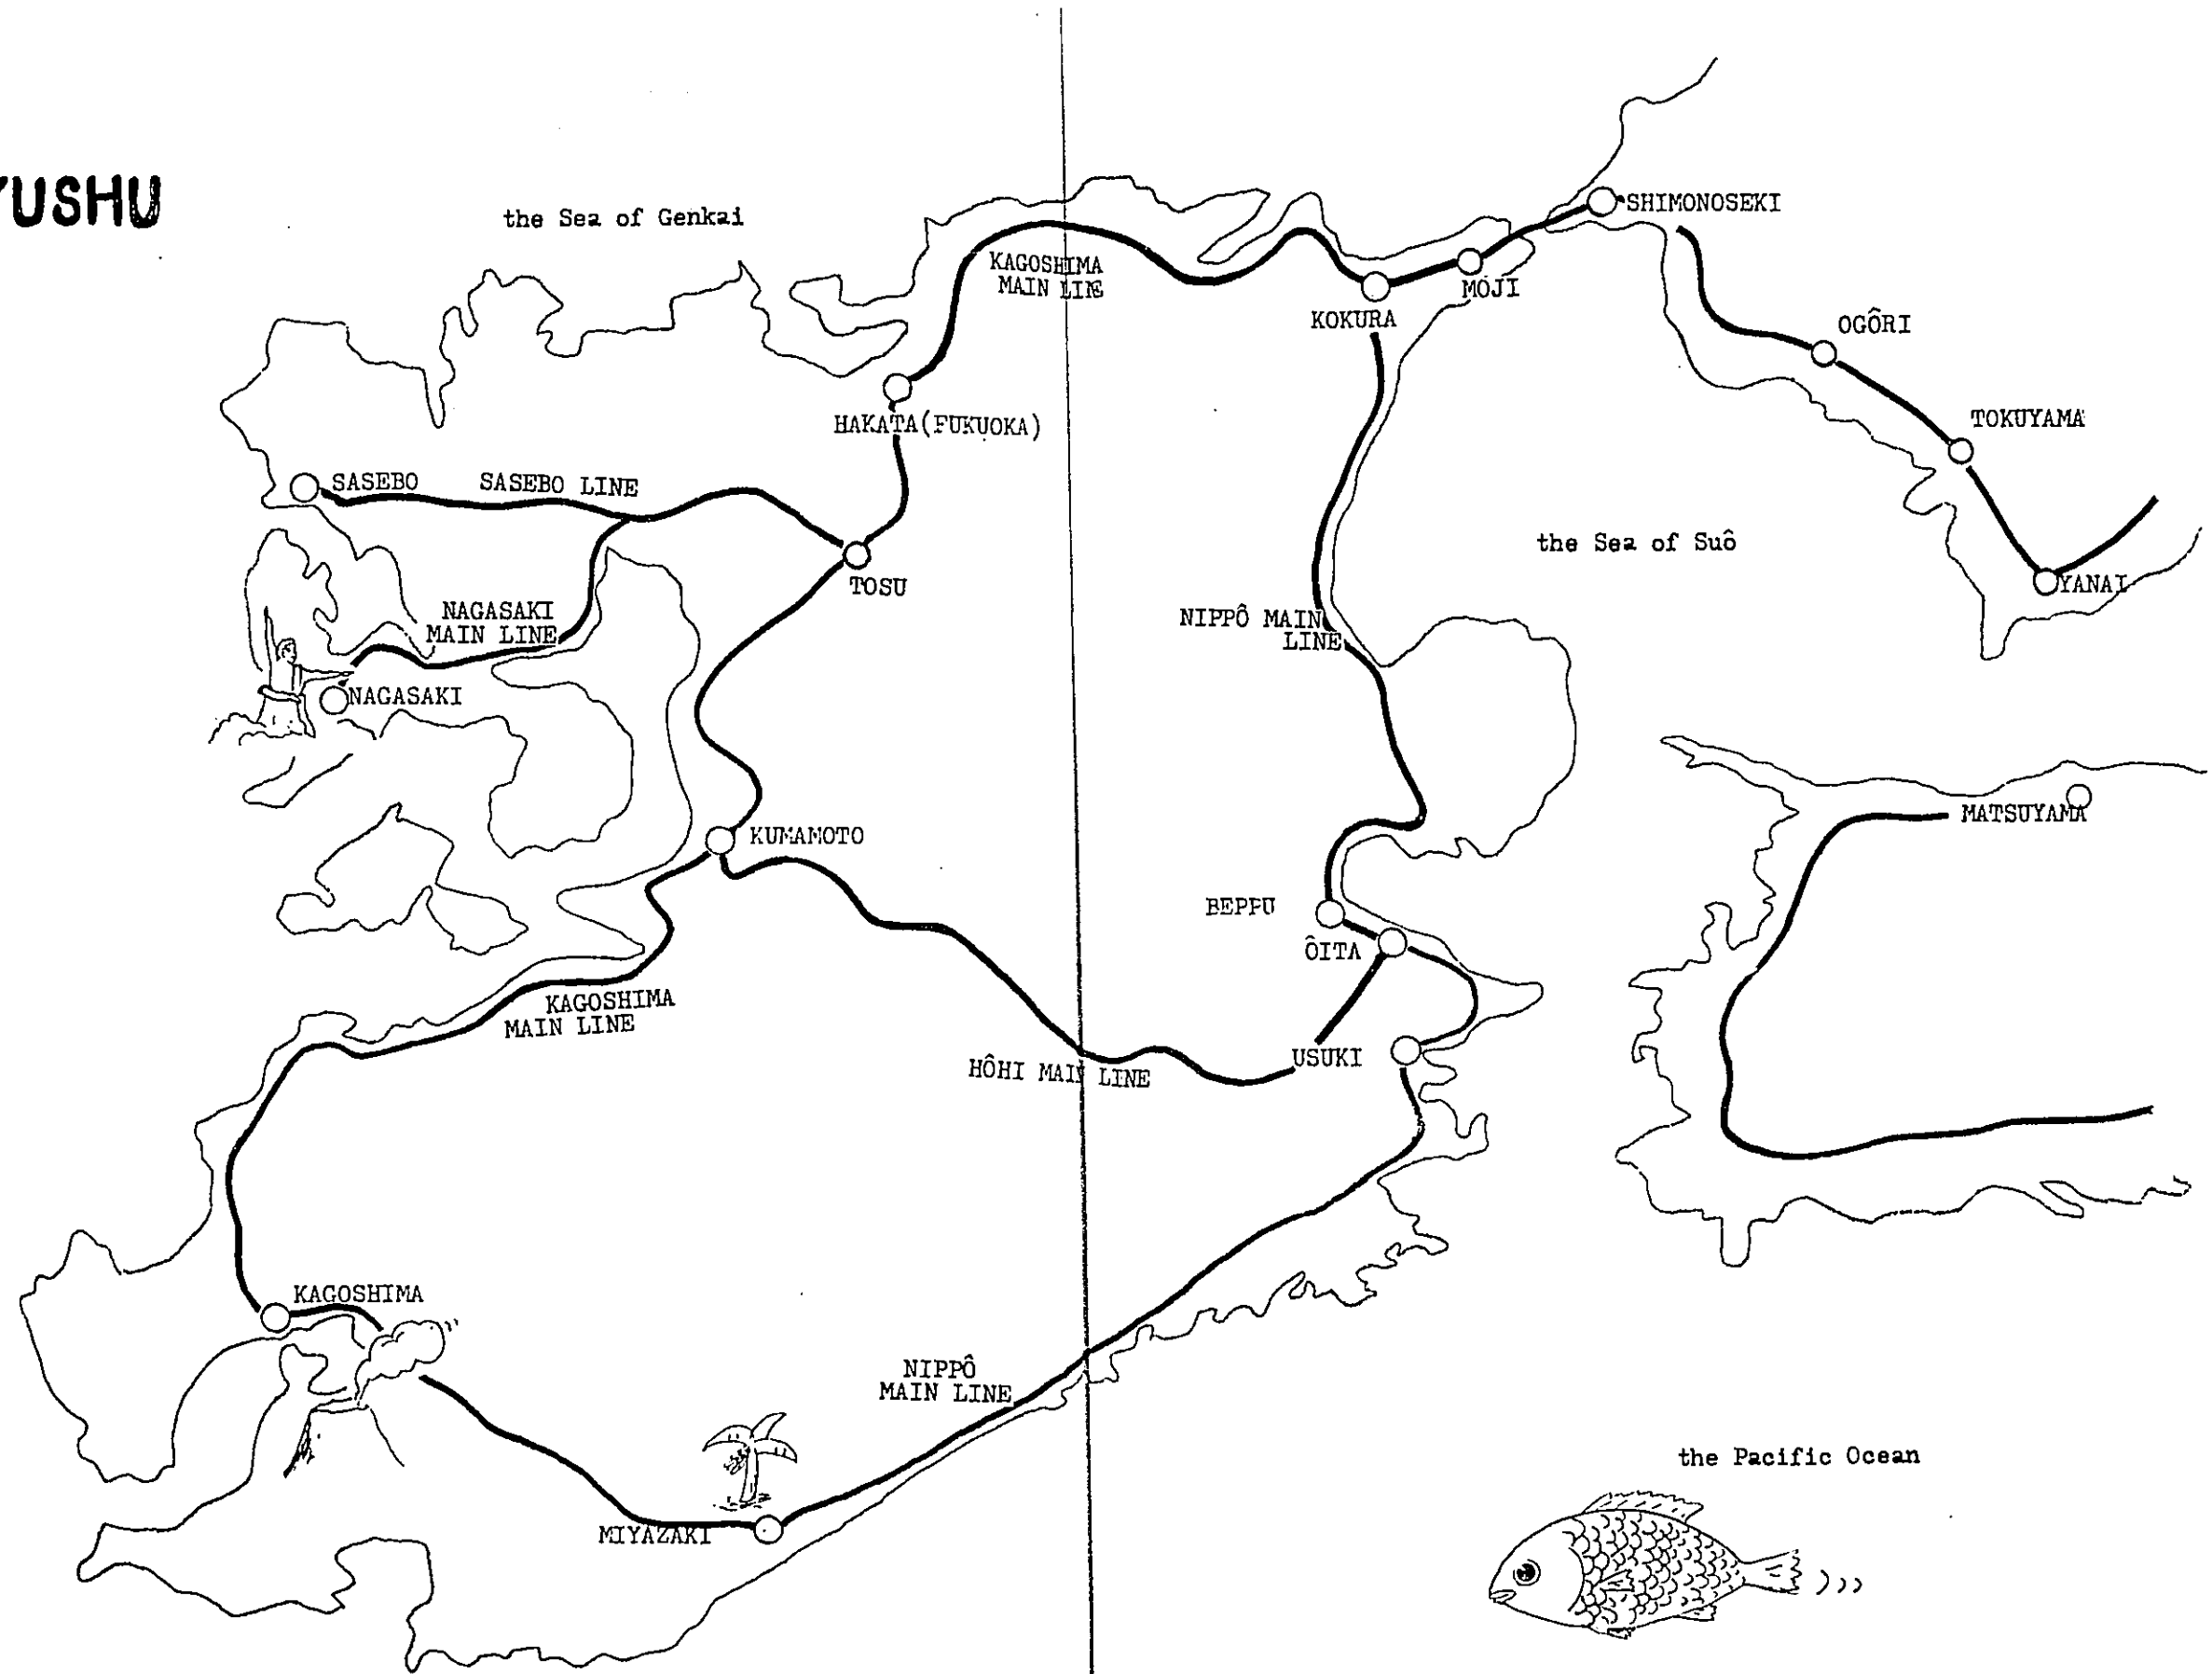 YUSHU
the Sea of Genkai
SHIMONOSEKI
KAGOSHIMA
MAIN LINE
MOJI
KOKURA
OGÔRI
HAKATA(FUKUOKA)
TOKUYAMA
SASEBO
SASEBO LINE
the Sea of Suô
TOSU
YANAI
NAGASAKI
MAIN LINE
NIPPÔ MAIN
LINE
NAGASAKI
KUMAMOTO
MATSUYAMA
BEPPU
ÔITA
KAGOSHIMA
MAIN LINE
USUKI
HÔHI MAIN LINE
KAGOSHIMA
NIPPÔ
MAIN LINE
the Pacific Ocean
MIYAZAKI